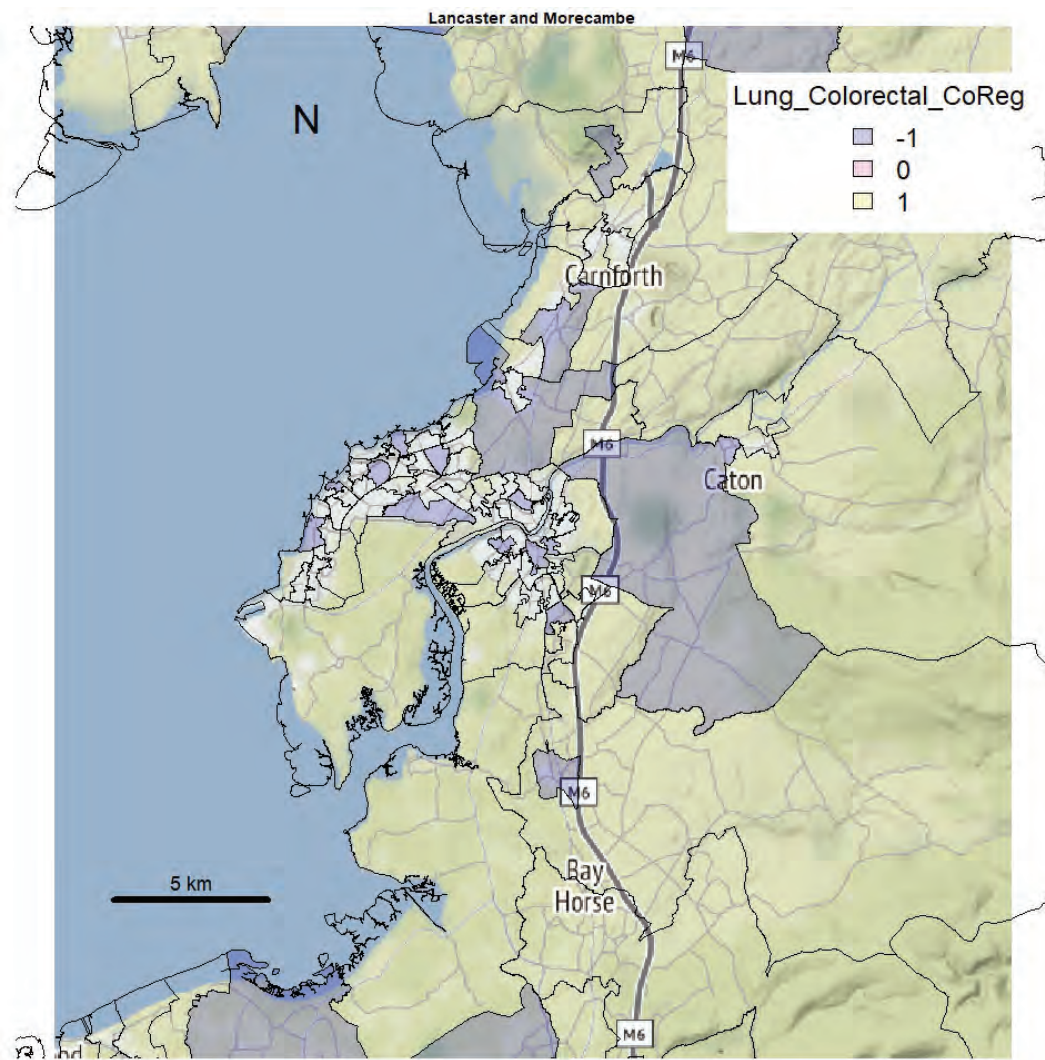 Lancaster and Morecambe
M6
N
Lung_Colorectal_CoReg
-1
0
1
Carnforth
M6
Caton
M6
M6
5 km
Bay
Horse
M6